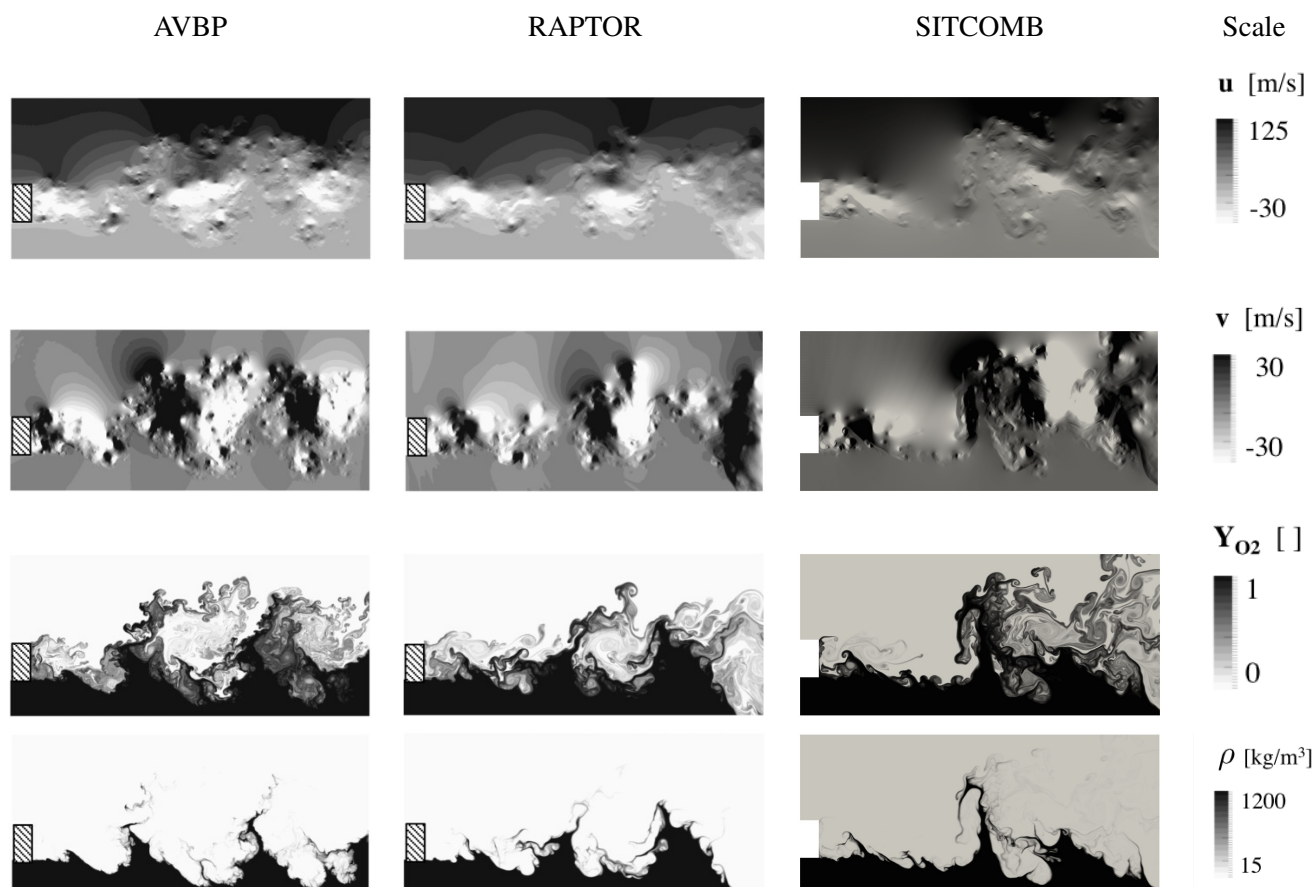 AVBP RAPTOR SITCOMB Scale
u [m/s]
125
-30
v [m/s]
30
-30
Y_O2 [ ]
1
0
ρ [kg/m³]
1200
15